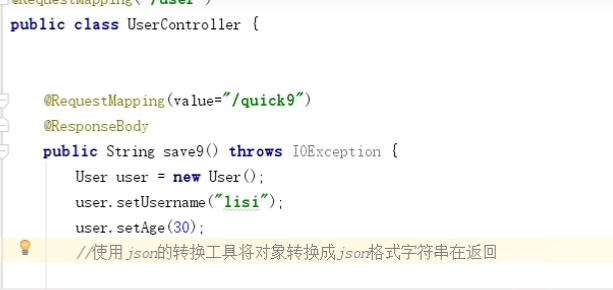 @RequestMapping("/user")
public class UserController {
@RequestMapping(value="/quick9")
@ResponseBody
public String save9() throws IOException {
User user = new User();
user.setUsername("lisi");
user.setAge(30);
//使用json的转换工具将对象转换成json格式字符串在返回